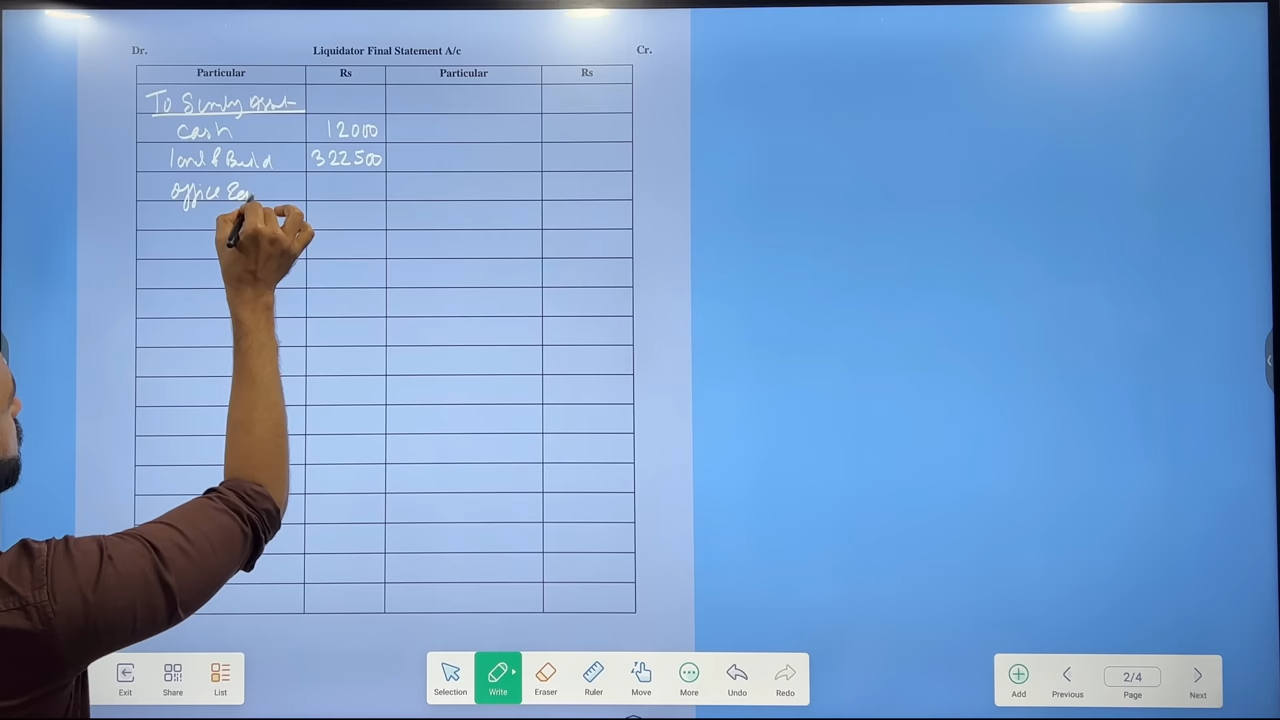 Dr. Liquidator Final Statement A/c Cr.
Particular Rs Particular Rs
To Sundry Asset
Cash 12000
land & Build 322500
office
Exit Share List Selection Write Eraser Ruler Move More Undo Redo Add Previous 2/4 Page Next